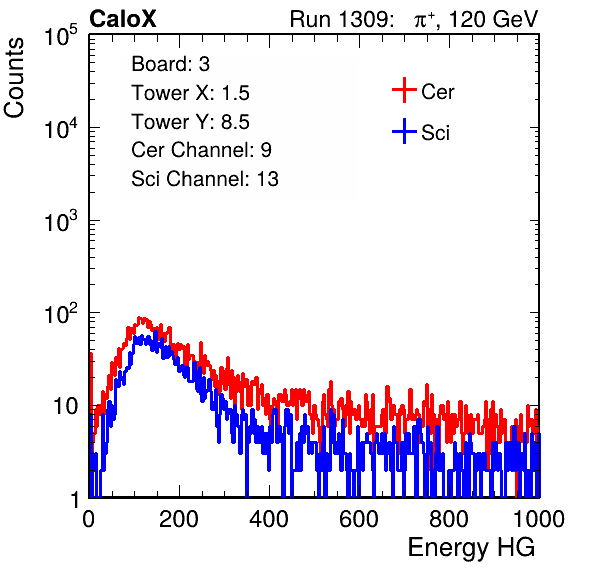 CaloX Run 1309: π⁺, 120 GeV
Board: 3
Tower X: 1.5
Tower Y: 8.5
Cer Channel: 9
Sci Channel: 13
Cer
Sci
Counts
10⁵
10⁴
10³
10²
10
1
0 200 400 600 800 1000
Energy HG